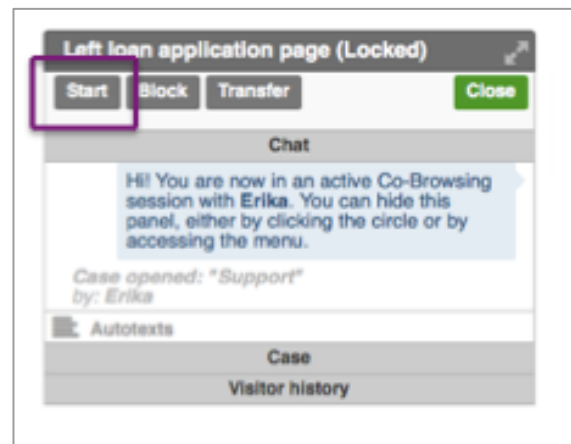 Left loan application page (Locked)
Start Block Transfer Close
Chat
Hi! You are now in an active Co-Browsing
session with Erika. You can hide this
panel, either by clicking the circle or by
accessing the menu.
Case opened: "Support"
by: Erika
Autotexts
Case
Visitor history